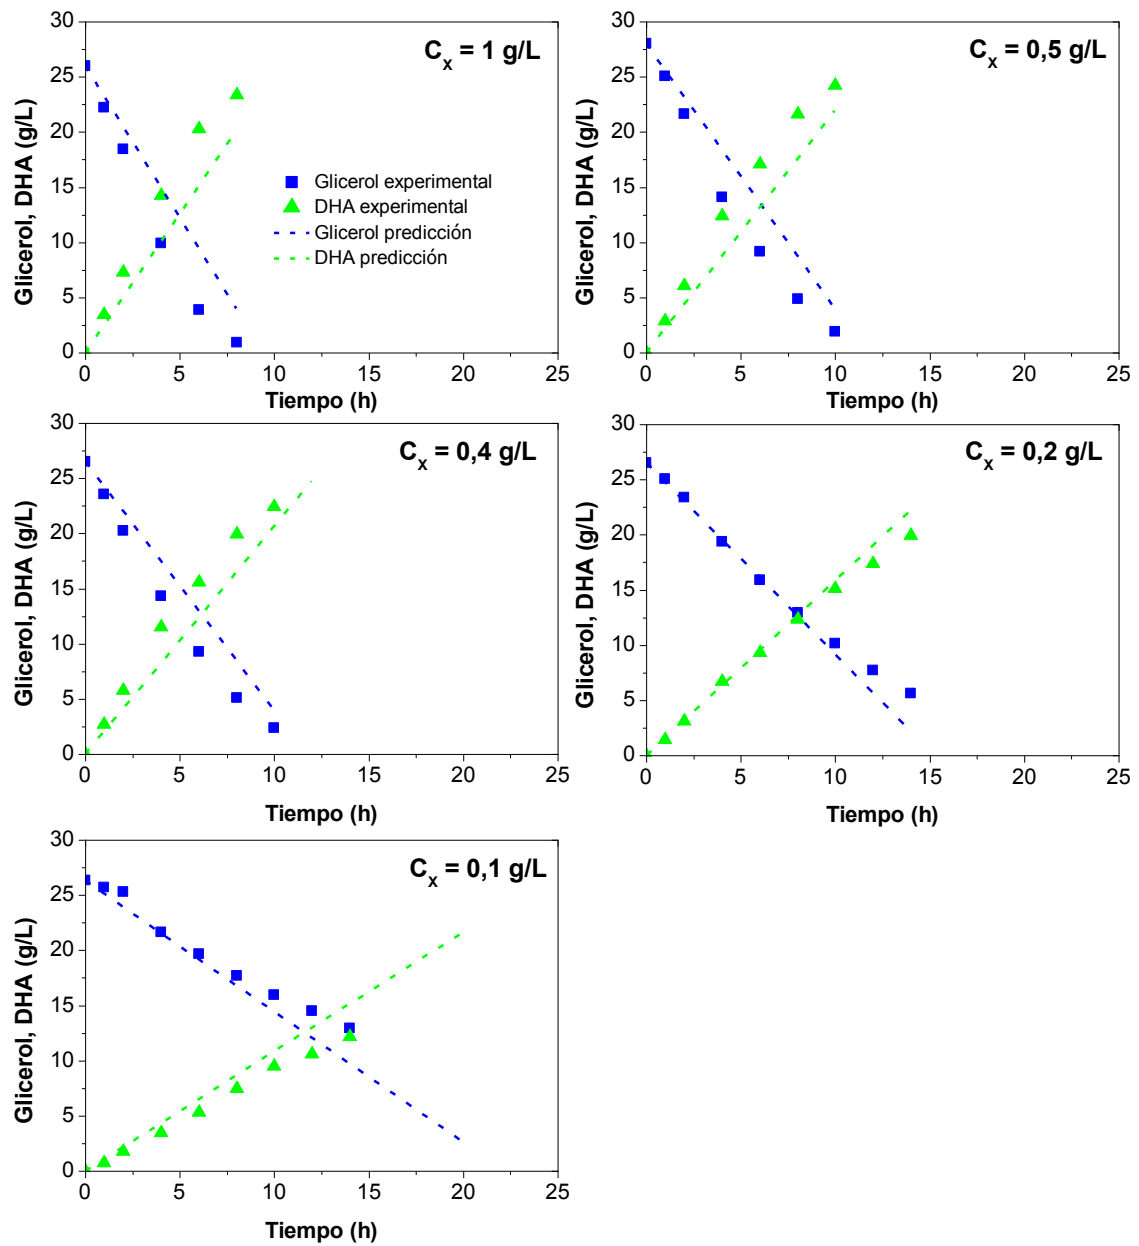 C_x = 1 g/L
Glicerol, DHA (g/L)
30
25
20
15
10
5
0
Glicerol experimental
DHA experimental
Glicerol predicción
DHA predicción
0 5 10 15 20 25
Tiempo (h)
C_x = 0,5 g/L
Glicerol, DHA (g/L)
30
25
20
15
10
5
0
0 5 10 15 20 25
Tiempo (h)
C_x = 0,4 g/L
Glicerol, DHA (g/L)
30
25
20
15
10
5
0
0 5 10 15 20 25
Tiempo (h)
C_x = 0,2 g/L
Glicerol, DHA (g/L)
30
25
20
15
10
5
0
0 5 10 15 20 25
Tiempo (h)
C_x = 0,1 g/L
Glicerol, DHA (g/L)
30
25
20
15
10
5
0
0 5 10 15 20 25
Tiempo (h)